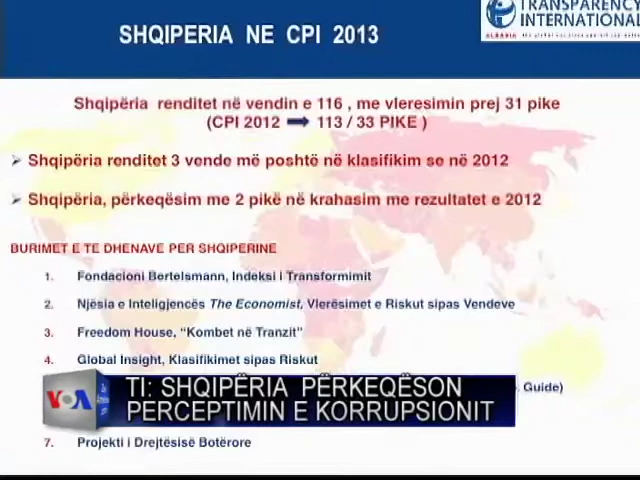 SHQIPERIA NE CPI 2013
TRANSPARENCY
INTERNATIONAL
ALBANIA
Shqipëria renditet në vendin e 116 , me vleresimin prej 31 pike
(CPI 2012 ➡ 113 / 33 PIKE )
➢ Shqipëria renditet 3 vende më poshtë në klasifikim se në 2012
➢ Shqipëria, përkeqësim me 2 pikë në krahasim me rezultatet e 2012
BURIMET E TE DHENAVE PER SHQIPERINE
1. Fondacioni Bertelsmann, Indeksi i Transformimit
2. Njësia e Inteligjencës The Economist, Vlerësimet e Riskut sipas Vendeve
3. Freedom House, “Kombet në Tranzit”
4. Global Insight, Klasifikimet sipas Riskut
Guide)
VOA
TI: SHQIPËRIA PËRKEQËSON
PERCEPTIMIN E KORRUPSIONIT
7. Projekti i Drejtësisë Botërore